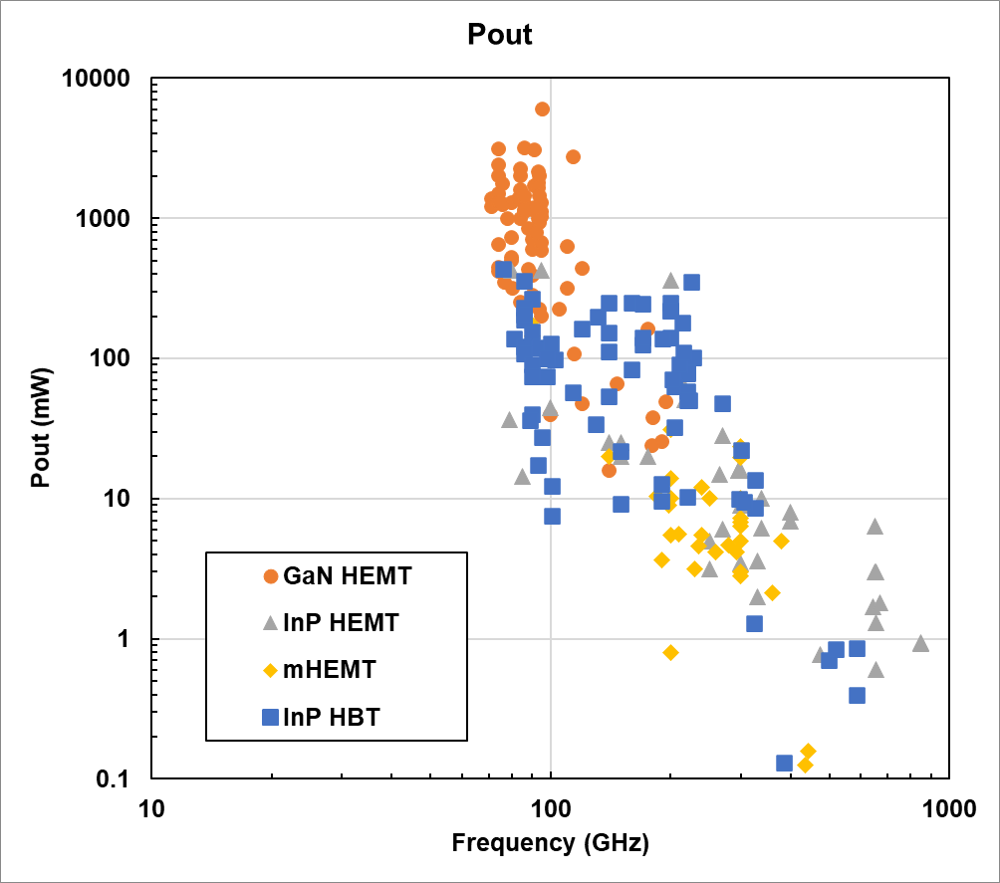 Pout
10000
1000
100
10
1
0.1
Pout (mW)
GaN HEMT
InP HEMT
mHEMT
InP HBT
10
100
1000
Frequency (GHz)